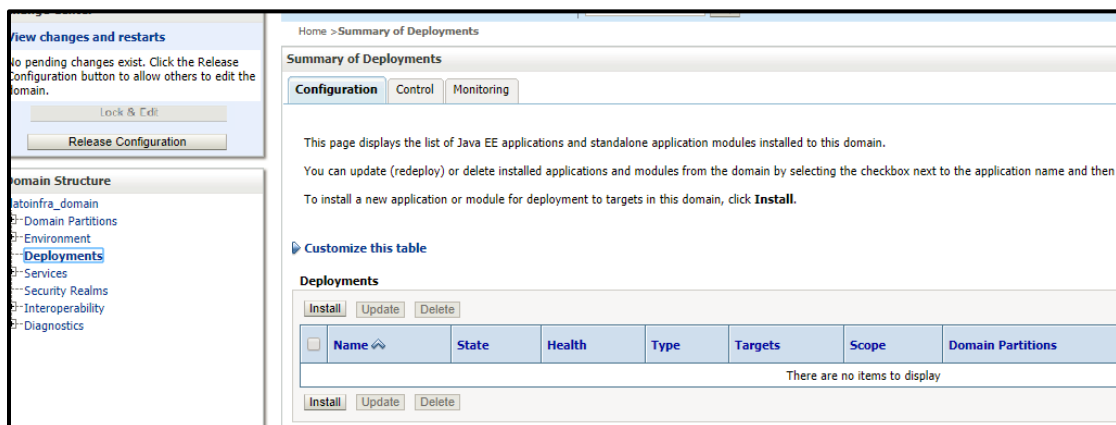 View changes and restarts
No pending changes exist. Click the Release
Configuration button to allow others to edit the
domain.
Lock & Edit
Release Configuration
Domain Structure
latoinfra_domain
Domain Partitions
Environment
Deployments
Services
Security Realms
Interoperability
Diagnostics
Home >Summary of Deployments
Summary of Deployments
Configuration Control Monitoring
This page displays the list of Java EE applications and standalone application modules installed to this domain.
You can update (redeploy) or delete installed applications and modules from the domain by selecting the checkbox next to the application name and then
To install a new application or module for deployment to targets in this domain, click Install.
Customize this table
Deployments
Install Update Delete
Name State Health Type Targets Scope Domain Partitions
There are no items to display
Install Update Delete